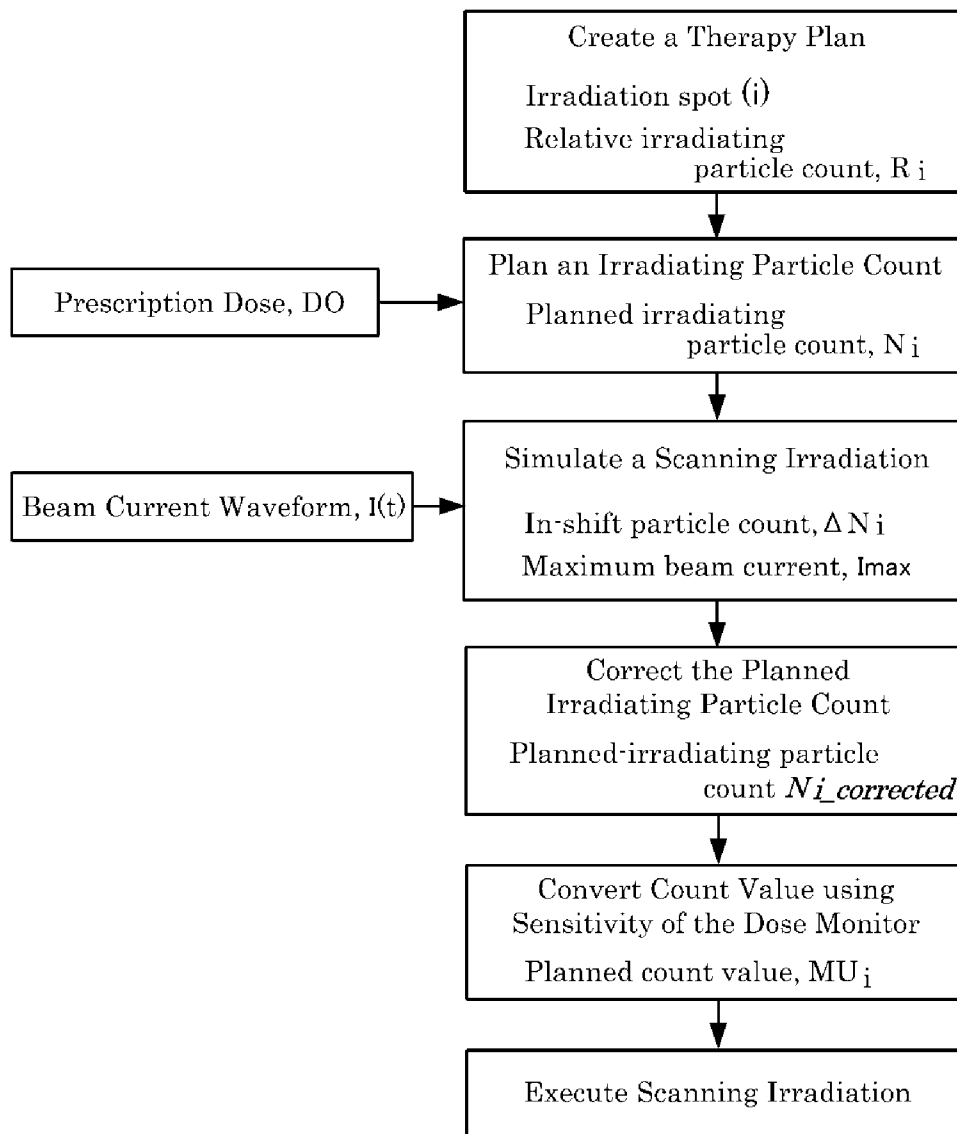 Create a Therapy Plan
Irradiation spot (i)
Relative irradiating
particle count, R i
Plan an Irradiating Particle Count
Prescription Dose, DO
Planned irradiating
particle count, N i
Simulate a Scanning Irradiation
Beam Current Waveform, I(t)
In-shift particle count, Δ N i
Maximum beam current, Imax
Correct the Planned
Irradiating Particle Count
Planned-irradiating particle
count Ni_corrected
Convert Count Value using
Sensitivity of the Dose Monitor
Planned count value, MU i
Execute Scanning Irradiation